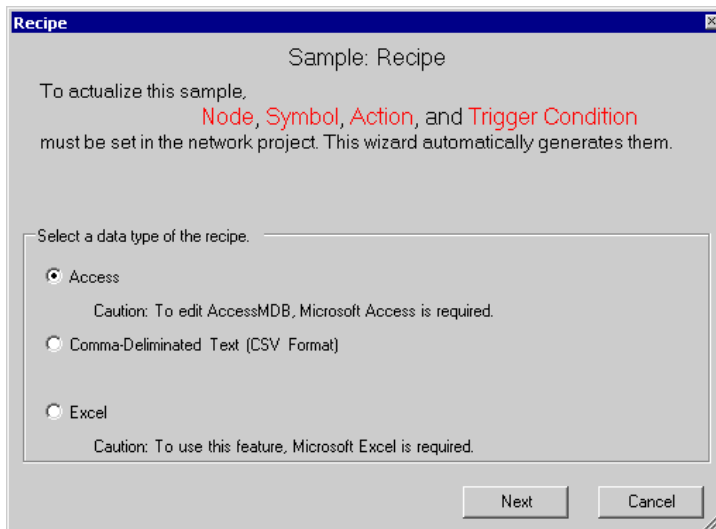 Recipe
Sample: Recipe
To actualize this sample,
Node, Symbol, Action, and Trigger Condition
must be set in the network project. This wizard automatically generates them.
Select a data type of the recipe.
Access
Caution: To edit AccessMDB, Microsoft Access is required.
Comma-Deliminated Text (CSV Format)
Excel
Caution: To use this feature, Microsoft Excel is required.
Next
Cancel